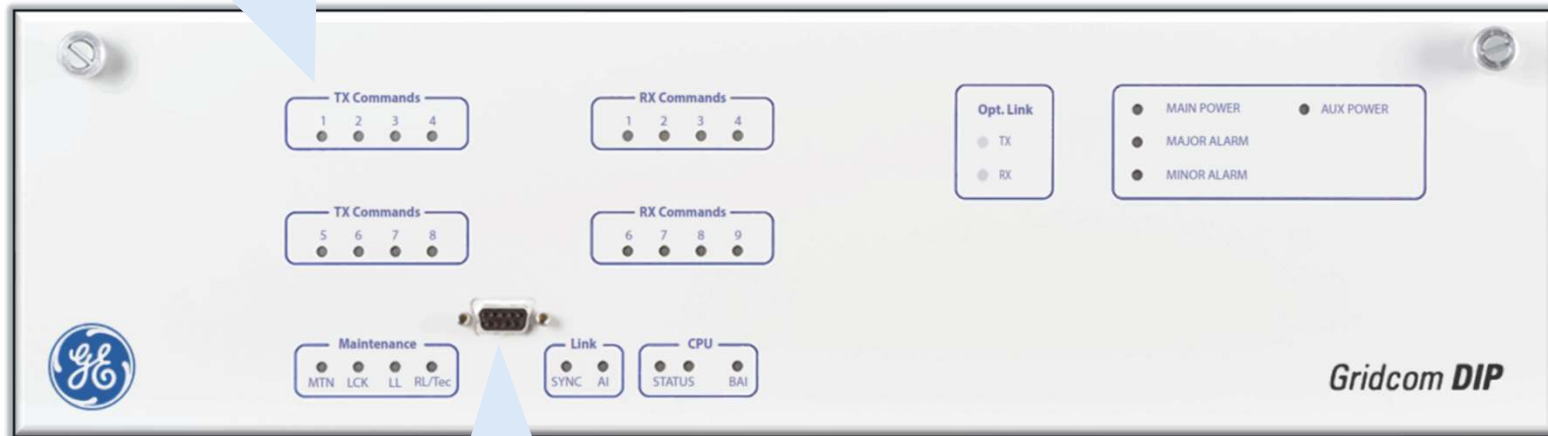 TX Commands
1 2 3 4
RX Commands
1 2 3 4
Opt. Link
TX
RX
MAIN POWER
AUX POWER
MAJOR ALARM
MINOR ALARM
TX Commands
5 6 7 8
RX Commands
6 7 8 9
GE
Maintenance
MTN LCK LL RL/Tec
Link
SYNC AI
CPU
STATUS BAI
Gridcom DIP